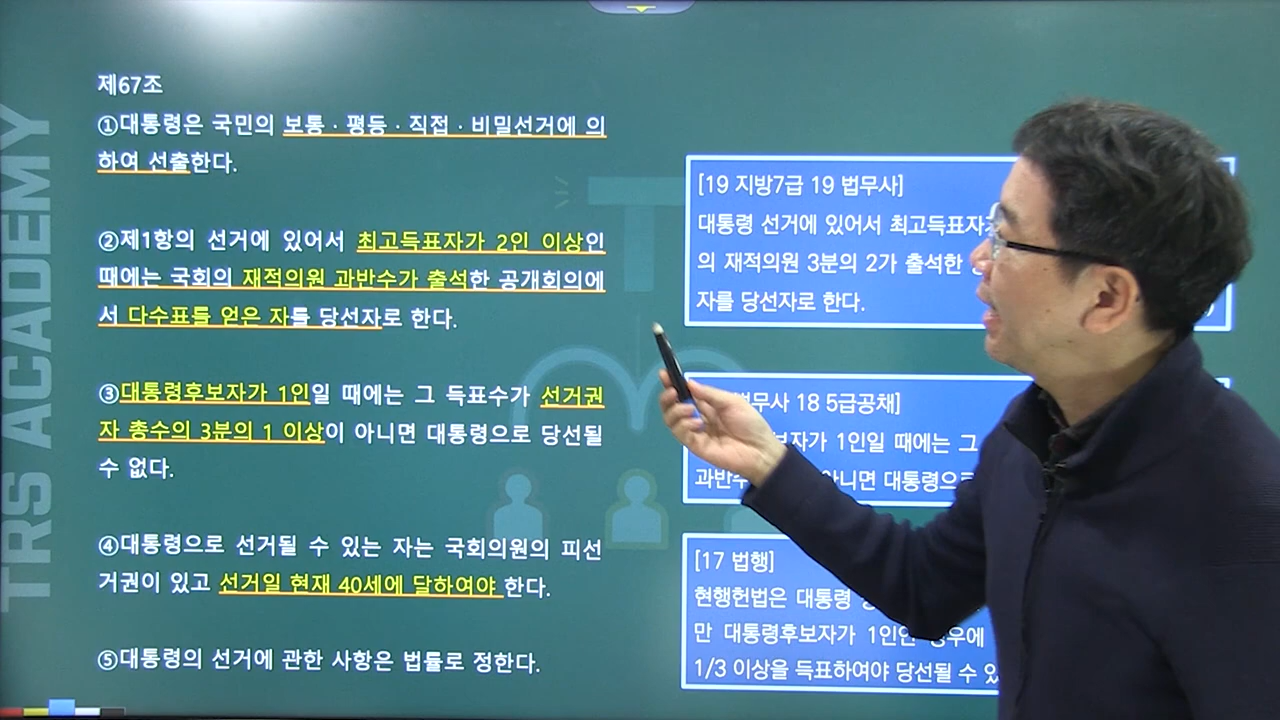 TRS ACADEMY
제67조
①대통령은 국민의 보통·평등·직접·비밀선거에 의
하여 선출한다.
②제1항의 선거에 있어서 최고득표자가 2인 이상인
때에는 국회의 재적의원 과반수가 출석한 공개회의에
서 다수표를 얻은 자를 당선자로 한다.
③대통령후보자가 1인일 때에는 그 득표수가 선거권
자 총수의 3분의 1 이상이 아니면 대통령으로 당선될
수 없다.
④대통령으로 선거될 수 있는 자는 국회의원의 피선
거권이 있고 선거일 현재 40세에 달하여야 한다.
⑤대통령의 선거에 관한 사항은 법률로 정한다.
[19 지방7급 19 법무사]
대통령 선거에 있어서 최고득표자
의 재적의원 3분의 2가 출석한
자를 당선자로 한다.
법무사 18 5급공채]
보자가 1인일 때에는 그
과반수 아니면 대통령으로
[17 법행]
현행헌법은 대통령
만 대통령후보자가 1인인 경우에
1/3 이상을 득표하여야 당선될 수